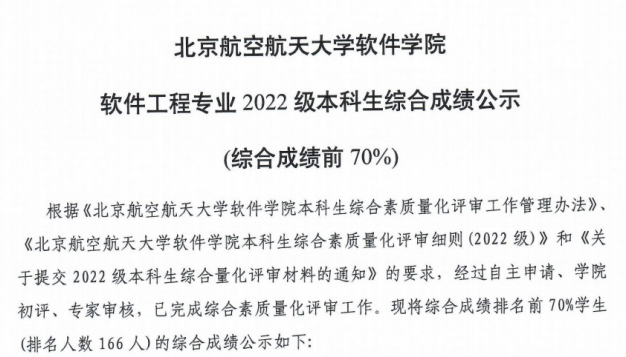 北京航空航天大学软件学院
软件工程专业 2022 级本科生综合成绩公示
(综合成绩前 70%)
根据《北京航空航天大学软件学院本科生综合素质量化评审工作管理办法》、
《北京航空航天大学软件学院本科生综合素质量化评审细则(2022 级)》和《关
于提交 2022 级本科生综合量化评审材料的通知》的要求，经过自主申请、学院
初评、专家审核，已完成综合素质量化评审工作。现将综合成绩排名前 70%学生
(排名人数 166 人)的综合成绩公示如下：